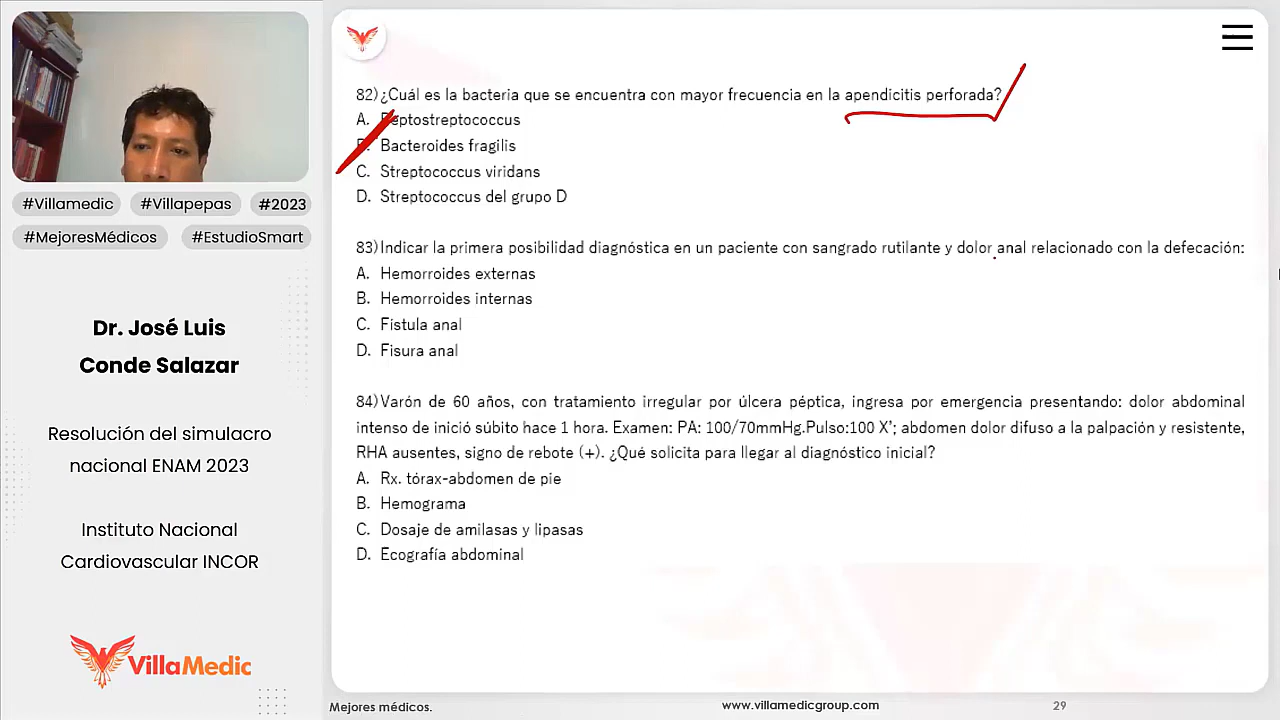 #Villamedic
#Villapepas
#2023
#MejoresMédicos
#EstudioSmart
Dr. José Luis
Conde Salazar
Resolución del simulacro
nacional ENAM 2023
Instituto Nacional
Cardiovascular INCOR
VillaMedic
82)¿Cuál es la bacteria que se encuentra con mayor frecuencia en la apendicitis perforada?
A. Peptostreptococcus
B. Bacteroides fragilis
C. Streptococcus viridans
D. Streptococcus del grupo D
83)Indicar la primera posibilidad diagnóstica en un paciente con sangrado rutilante y dolor anal relacionado con la defecación:
A. Hemorroides externas
B. Hemorroides internas
C. Fístula anal
D. Fisura anal
84)Varón de 60 años, con tratamiento irregular por úlcera péptica, ingresa por emergencia presentando: dolor abdominal
intenso de inició súbito hace 1 hora. Examen: PA: 100/70mmHg.Pulso:100 X'; abdomen dolor difuso a la palpación y resistente,
RHA ausentes, signo de rebote (+). ¿Qué solicita para llegar al diagnóstico inicial?
A. Rx. tórax-abdomen de píe
B. Hemograma
C. Dosaje de amilasas y lipasas
D. Ecografía abdominal
Mejores médicos.
www.villamedicgroup.com
29